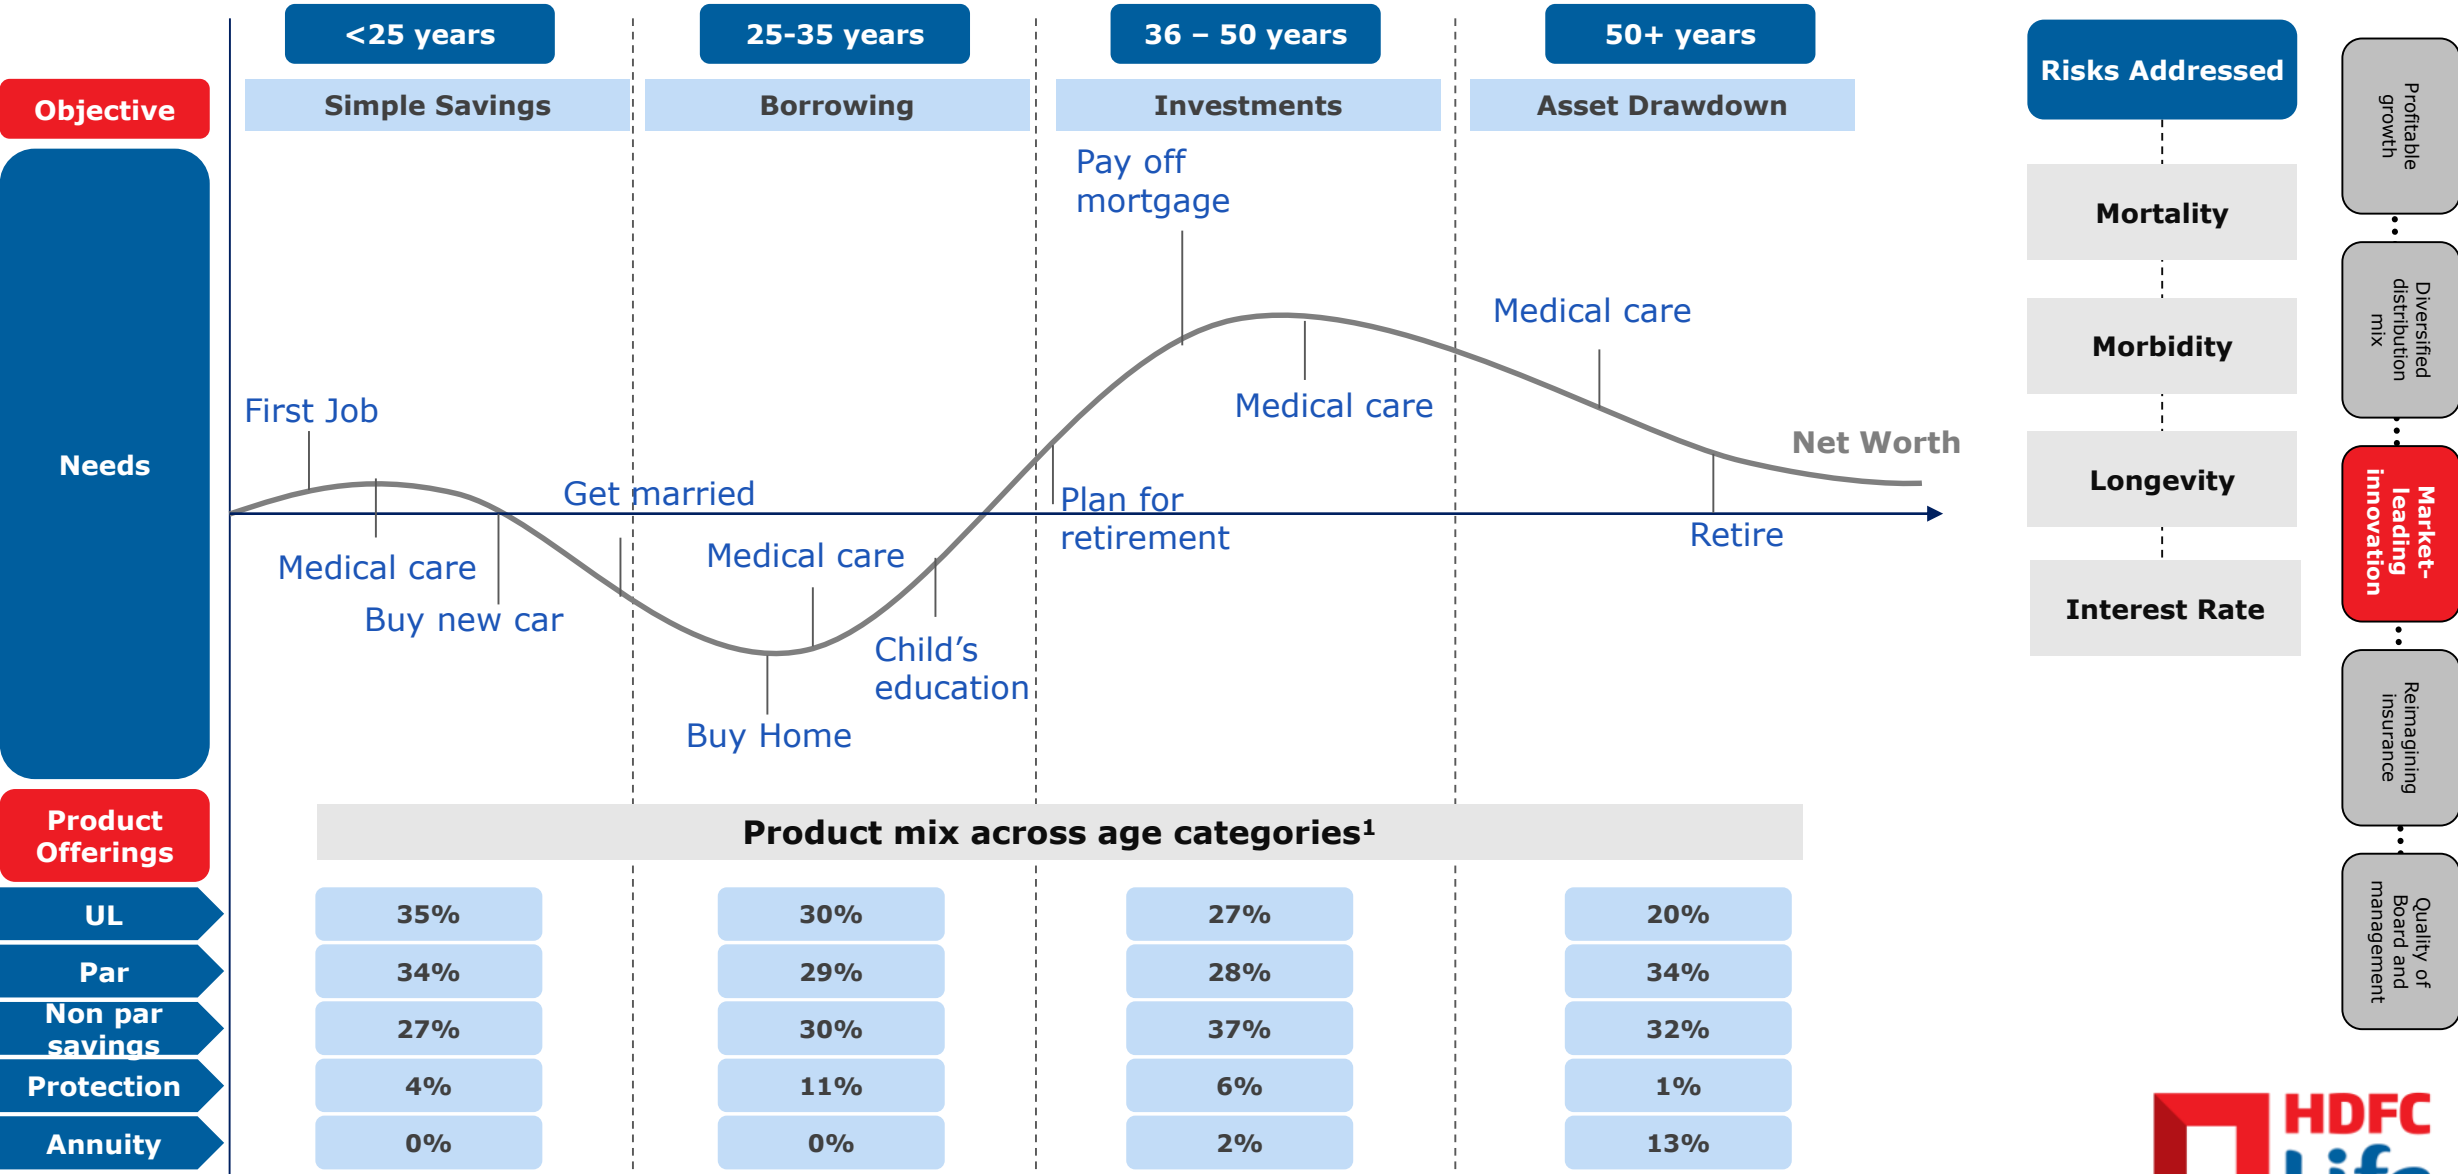 <25 years
25-35 years
36 – 50 years
50+ years
Risks Addressed
Objective
Simple Savings
Borrowing
Investments
Asset Drawdown
Needs
Pay off
mortgage
Medical care
First Job
Medical care
Net Worth
Get married
Plan for
retirement
Medical care
Medical care
Retire
Buy new car
Child's
education
Buy Home
Mortality
Morbidity
Longevity
Interest Rate
Profitable
growth
Diversified
distribution
mix
Market-
leading
innovation
Reimagining
insurance
Quality of
Board and
management
Product
Offerings
Product mix across age categories¹
UL
35%
30%
27%
20%
Par
34%
29%
28%
34%
Non par
savings
27%
30%
37%
32%
Protection
4%
11%
6%
1%
Annuity
0%
0%
2%
13%
HDFC
Life